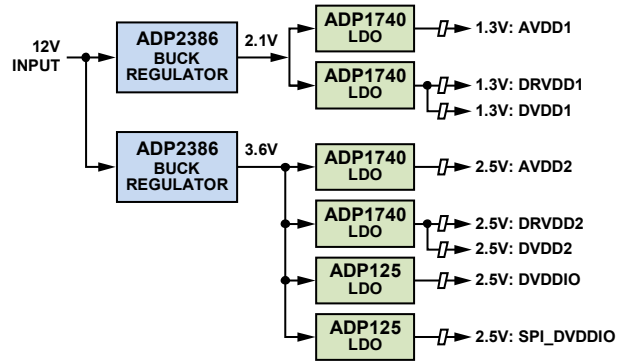 12V
INPUT
ADP2386
BUCK
REGULATOR
2.1V
ADP1740
LDO
1.3V: AVDD1
ADP1740
LDO
1.3V: DRVDD1
1.3V: DVDD1
ADP2386
BUCK
REGULATOR
3.6V
ADP1740
LDO
2.5V: AVDD2
ADP1740
LDO
2.5V: DRVDD2
2.5V: DVDD2
ADP125
LDO
2.5V: DVDDIO
ADP125
LDO
2.5V: SPI_DVDDIO